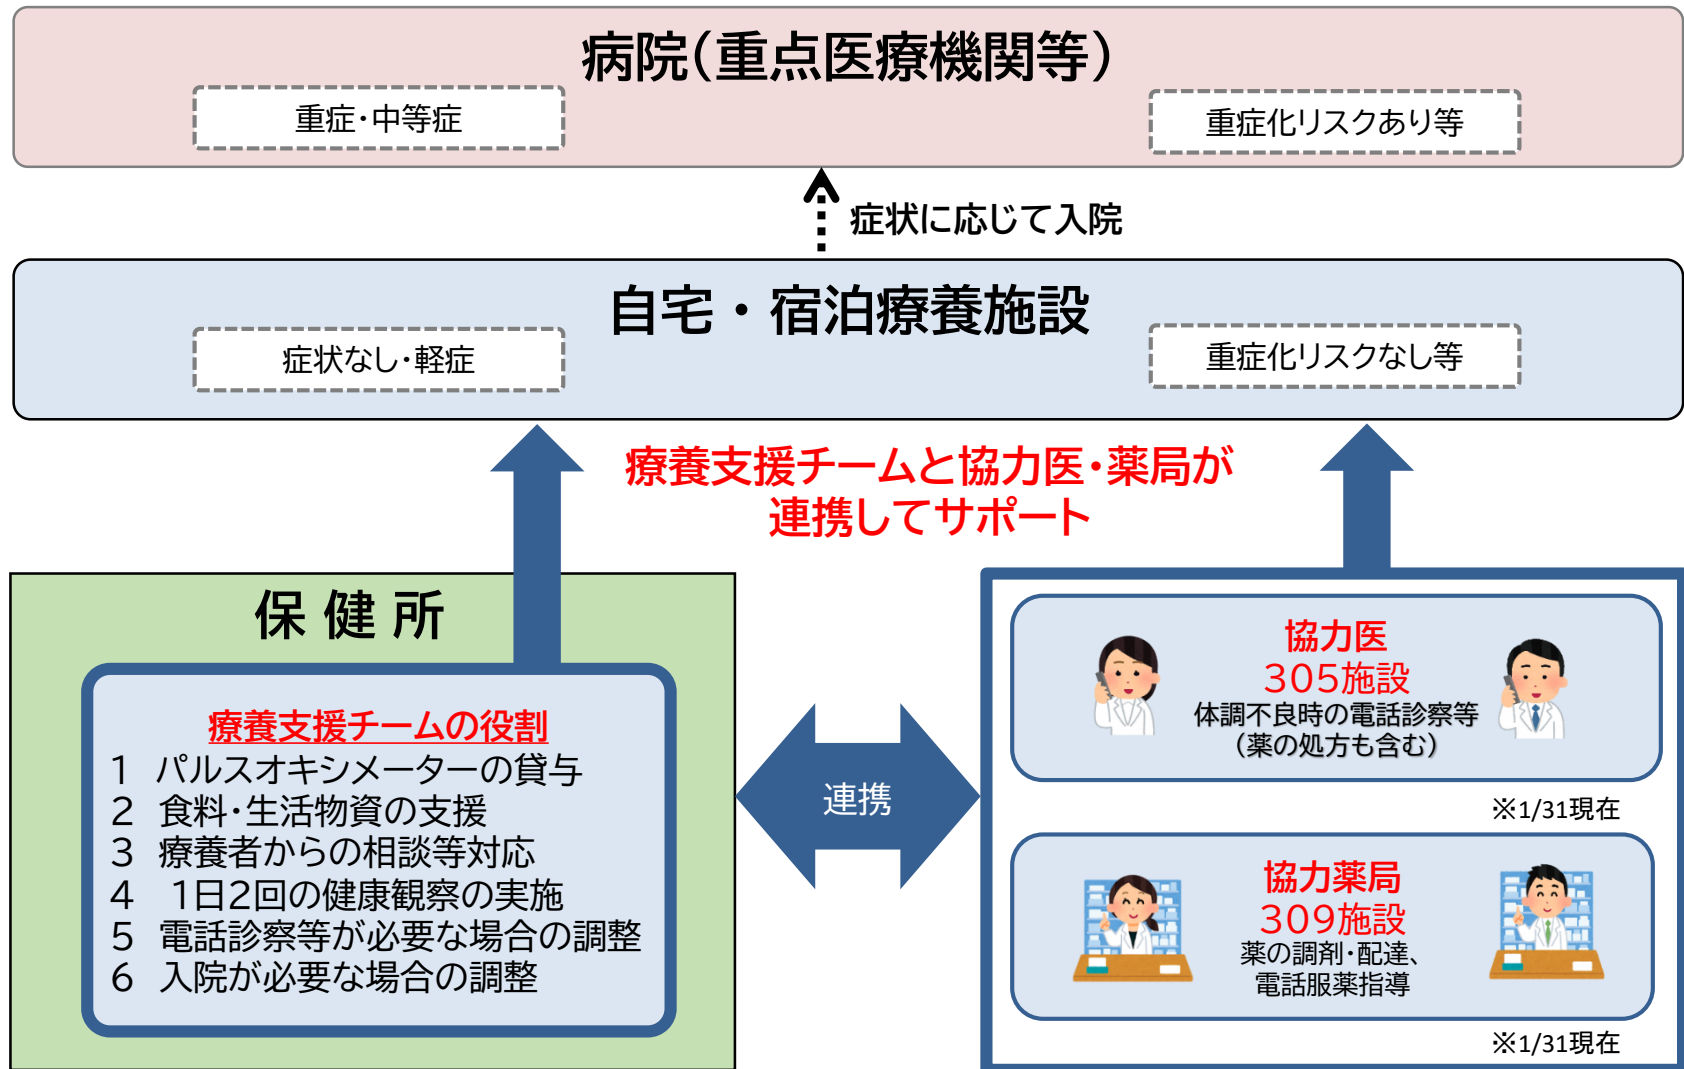 病院(重点医療機関等)
重症・中等症
重症化リスクあり等
症状に応じて入院
自宅・宿泊療養施設
症状なし・軽症
重症化リスクなし等
療養支援チームと協力医・薬局が
連携してサポート
保健所
療養支援チームの役割
1 パルスオキシメーターの貸与
2 食料・生活物資の支援
3 療養者からの相談等対応
4 1日2回の健康観察の実施
5 電話診察等が必要な場合の調整
6 入院が必要な場合の調整
連携
協力医
305施設
体調不良時の電話診察等
(薬の処方も含む)
※1/31現在
協力薬局
309施設
薬の調剤・配達、
電話服薬指導
※1/31現在